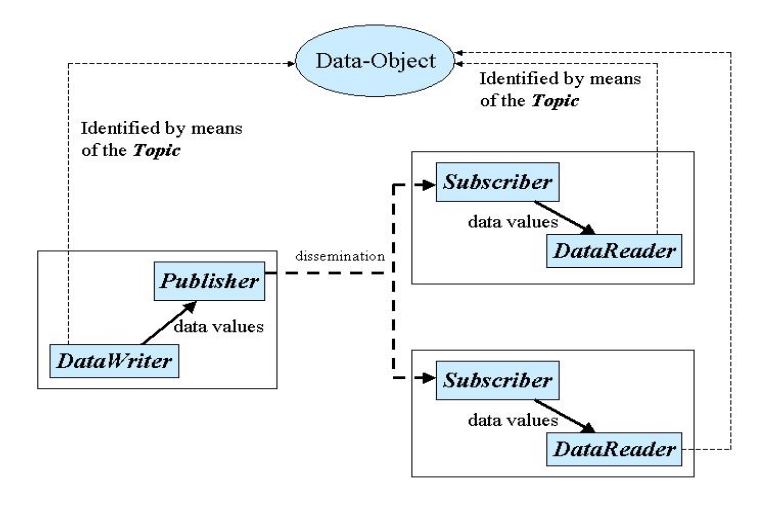 Data-Object
Identified by means
of the Topic
Identified by means
of the Topic
Subscriber
data values
DataReader
dissemination
Publisher
data values
DataWriter
Subscriber
data values
DataReader